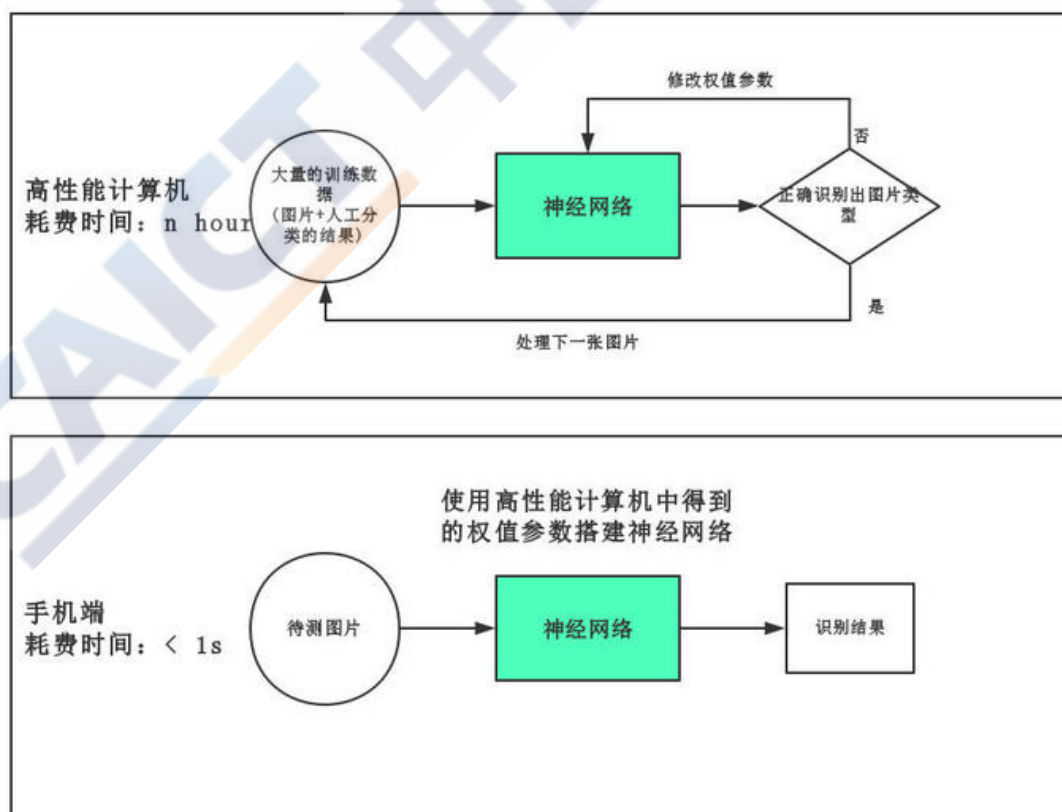 修改权值参数
否
高性能计算机
耗费时间：n hour
大量的训练数
据
（图片+人工分
类的结果）
神经网络
正确识别出图片类
型
是
处理下一张图片
使用高性能计算机中得到
的权值参数搭建神经网络
手机端
耗费时间：< 1s
待测图片
神经网络
识别结果
CAICT 中